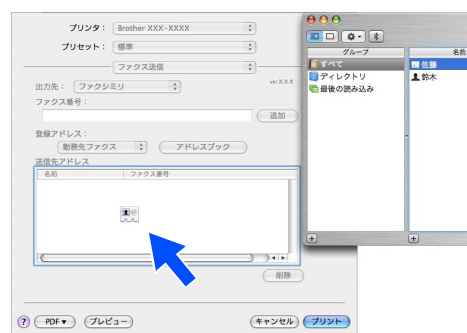 プリンタ： Brother XXX-XXXX
プリセット： 標準
ファクス送信
出力先： ファクシミリ
ver.X.X.X
ファクス番号：
追加
登録アドレス：
勤務先ファクス アドレスブック
送信先アドレス
名前 ファクス番号
削除
? PDF▼ プレビュー キャンセル プリント
グループ 名前
すべて 佐藤
ディレクトリ 鈴木
最後の読み込み